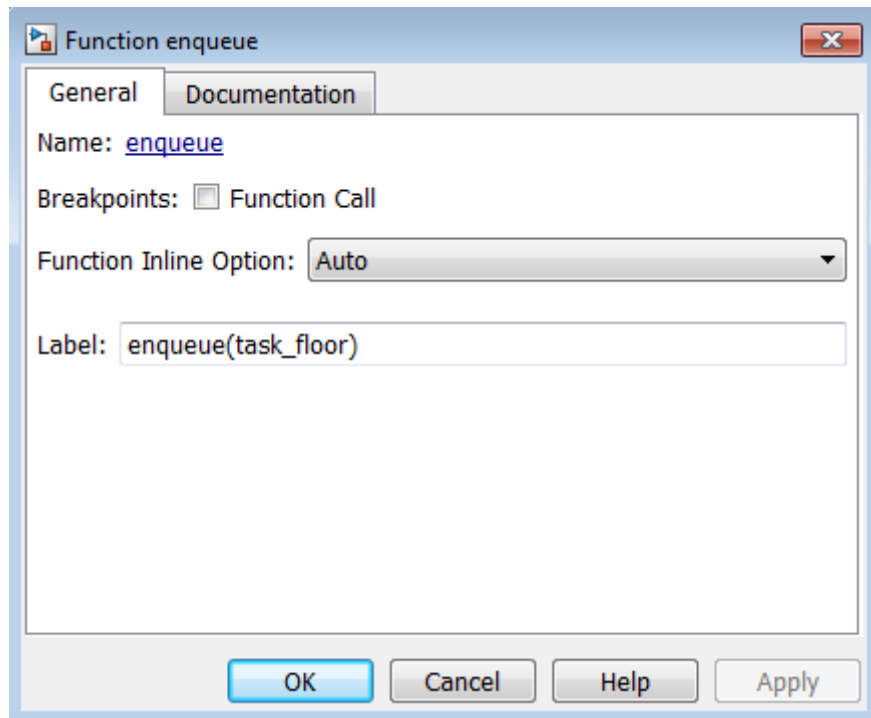 Function enqueue
General Documentation
Name: enqueue
Breakpoints: Function Call
Function Inline Option: Auto
Label: enqueue(task_floor)
OK Cancel Help Apply